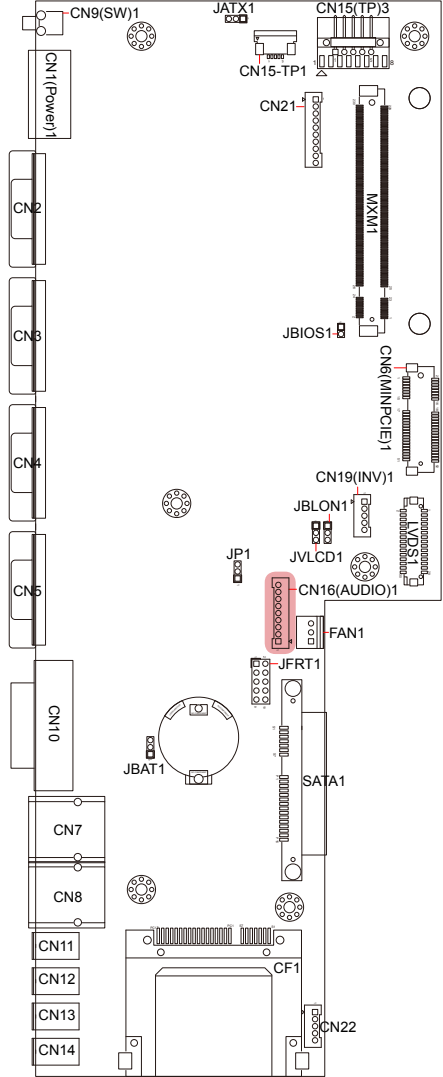 CN9(SW)1
JATX1
CN15(TP)3
CN15-TP1
1
8
CN1(Power)1
CN21
CN2
MXM1
CN3
JBIOS1
CN6(MINPCIE)1
CN4
CN19(INV)1
JBLON1
JVLCD1
LVDS1
JP1
CN5
CN16(AUDIO)1
FAN1
JFRT1
CN10
JBAT1
SATA1
CN7
CN8
CN11
CF1
CN12
CN13
CN22
CN14